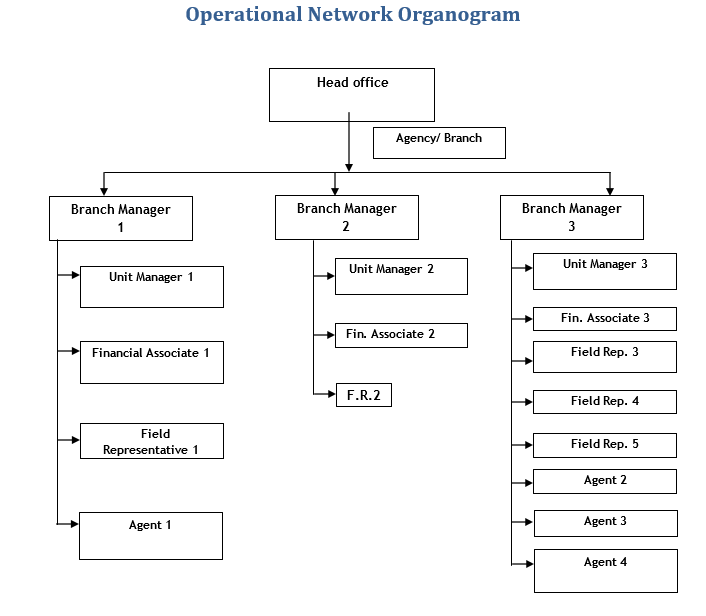 Operational Network Organogram
Head office
Agency/ Branch
Branch Manager
1
Branch Manager
2
Branch Manager
3
Unit Manager 1
Financial Associate 1
Field
Representative 1
Agent 1
Unit Manager 2
Fin. Associate 2
F.R.2
Unit Manager 3
Fin. Associate 3
Field Rep. 3
Field Rep. 4
Field Rep. 5
Agent 2
Agent 3
Agent 4